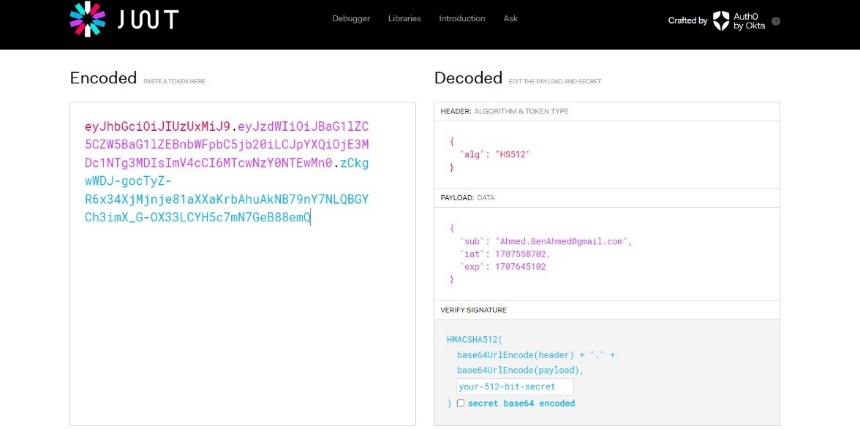 JWT
Debugger Libraries Introduction Ask
Crafted by Auth0 by Okta
Encoded PASTE A TOKEN HERE
eyJhbGciOiJIUzUxMiJ9.eyJzdWIiOiJBaG1lZC
5CZW5BaG1lZEBnbWFpbC5jb20iLCJpYXQiOjE3M
Dc1NTg3MDIsImV4cCI6MTcwNzY0NTEwMn0.zCkg
wWDJ-gocTyZ-
R6x34XjMjnje81aXXaKrbAhuAkNB79nY7NLQBGY
Ch3imX_G-OX33LCYH5c7mN7GeB88emQ
Decoded EDIT THE PAYLOAD AND SECRET
HEADER: ALGORITHM & TOKEN TYPE
{
"alg": "HS512"
}
PAYLOAD: DATA
{
"sub": "Ahmed.BenAhmed@gmail.com",
"iat": 1707558702,
"exp": 1707645102
}
VERIFY SIGNATURE
HMACSHA512(
base64UrlEncode(header) + "." +
base64UrlEncode(payload),
your-512-bit-secret
) secret base64 encoded